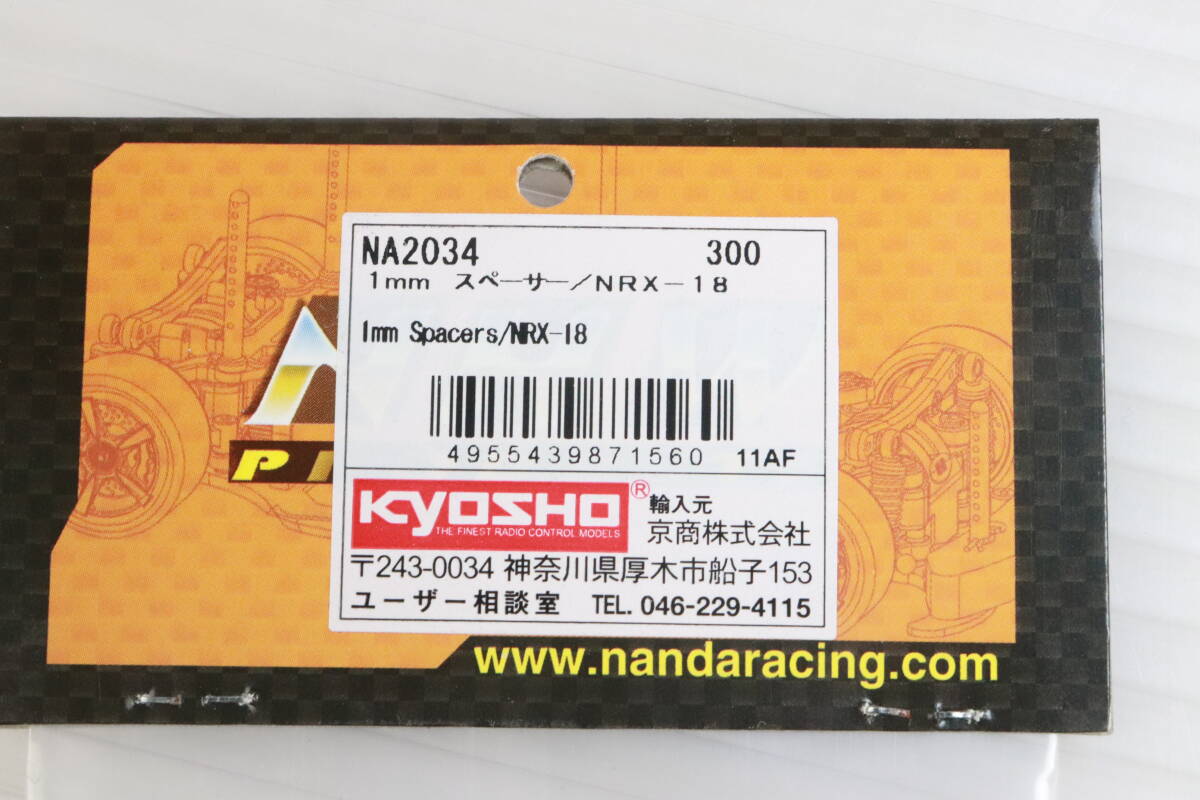 NA2034 300
1mm スペーサー/NRX-18
1mm Spacers/NRX-18
4955439871560 11AF
KYOSHO®
THE FINEST RADIO CONTROL MODELS
輸入元
京商株式会社
〒243-0034 神奈川県厚木市船子153
ユーザー相談室 TEL. 046-229-4115
www.nandaracing.com